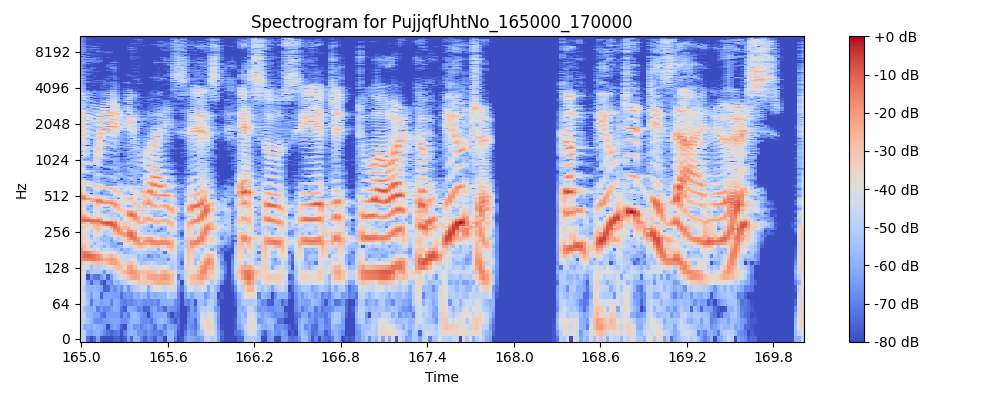 Spectrogram for PujjqfUhtNo_165000_170000
8192
4096
2048
1024
512
256
128
64
0
Hz
165.0 165.6 166.2 166.8 167.4 168.0 168.6 169.2 169.8
Time
+0 dB
-10 dB
-20 dB
-30 dB
-40 dB
-50 dB
-60 dB
-70 dB
-80 dB